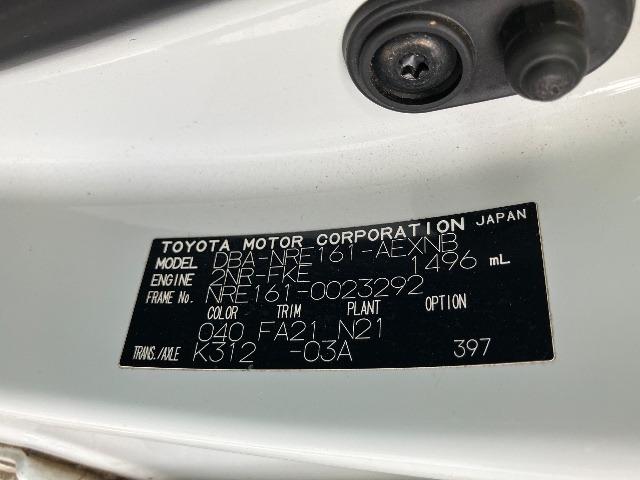 TOYOTA MOTOR CORPORATION JAPAN
MODEL DBA-NRE161-AEXNB
ENGINE 2NR-FKE 1496 mL
FRAME No. NRE161-0023292
COLOR TRIM PLANT OPTION
040 FA21 N21
TRANS./AXLE K312 -03A 397